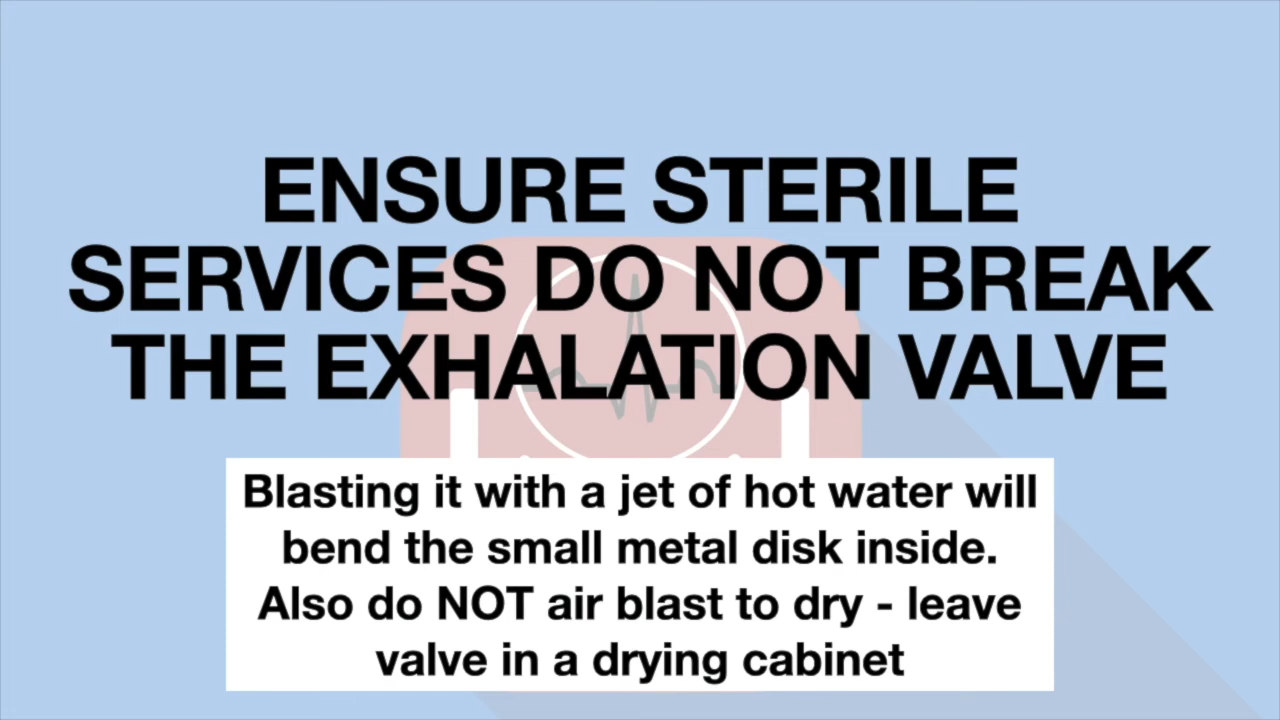 ENSURE STERILE
SERVICES DO NOT BREAK
THE EXHALATION VALVE
Blasting it with a jet of hot water will
bend the small metal disk inside.
Also do NOT air blast to dry - leave
valve in a drying cabinet